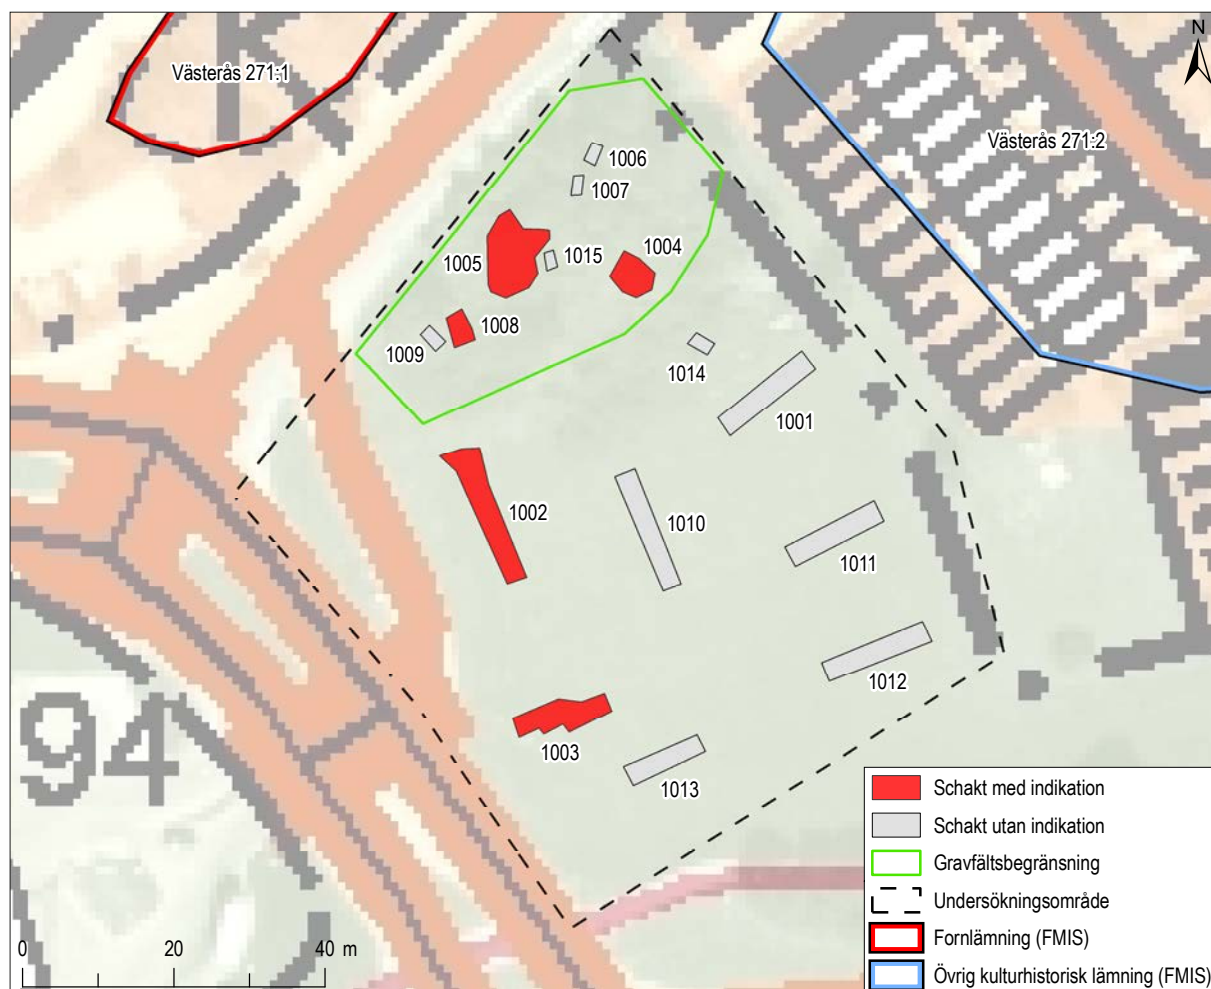 N
K
Västerås 271:1
Västerås 271:2
1006
1007
1005
1015
1004
1008
1009
1014
1001
1002
1010
1011
1012
1003
1013
94
0 20 40 m
Schakt med indikation
Schakt utan indikation
Gravfältsbegränsning
Undersökningsområde
Fornlämning (FMIS)
Övrig kulturhistorisk lämning (FMIS)